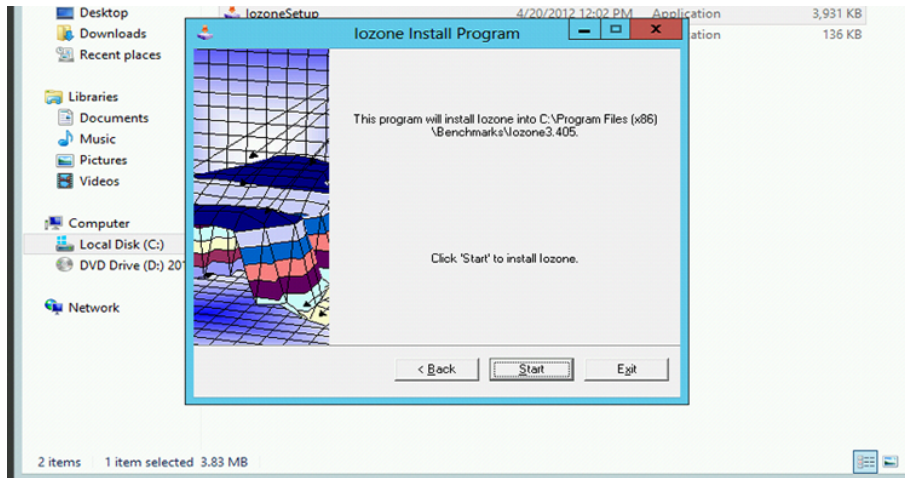 Desktop
IozoneSetup 4/20/2012 12:02 PM Application 3,931 KB
Downloads
ation 136 KB
Recent places
Iozone Install Program
Libraries
Documents
Music
Pictures
Videos
Computer
Local Disk (C:)
DVD Drive (D:) 20
Network
This program will install Iozone into C:\Program Files (x86)
\Benchmarks\Iozone3.405.
Click 'Start' to install Iozone.
< Back
Start
Exit
2 items 1 item selected 3.83 MB